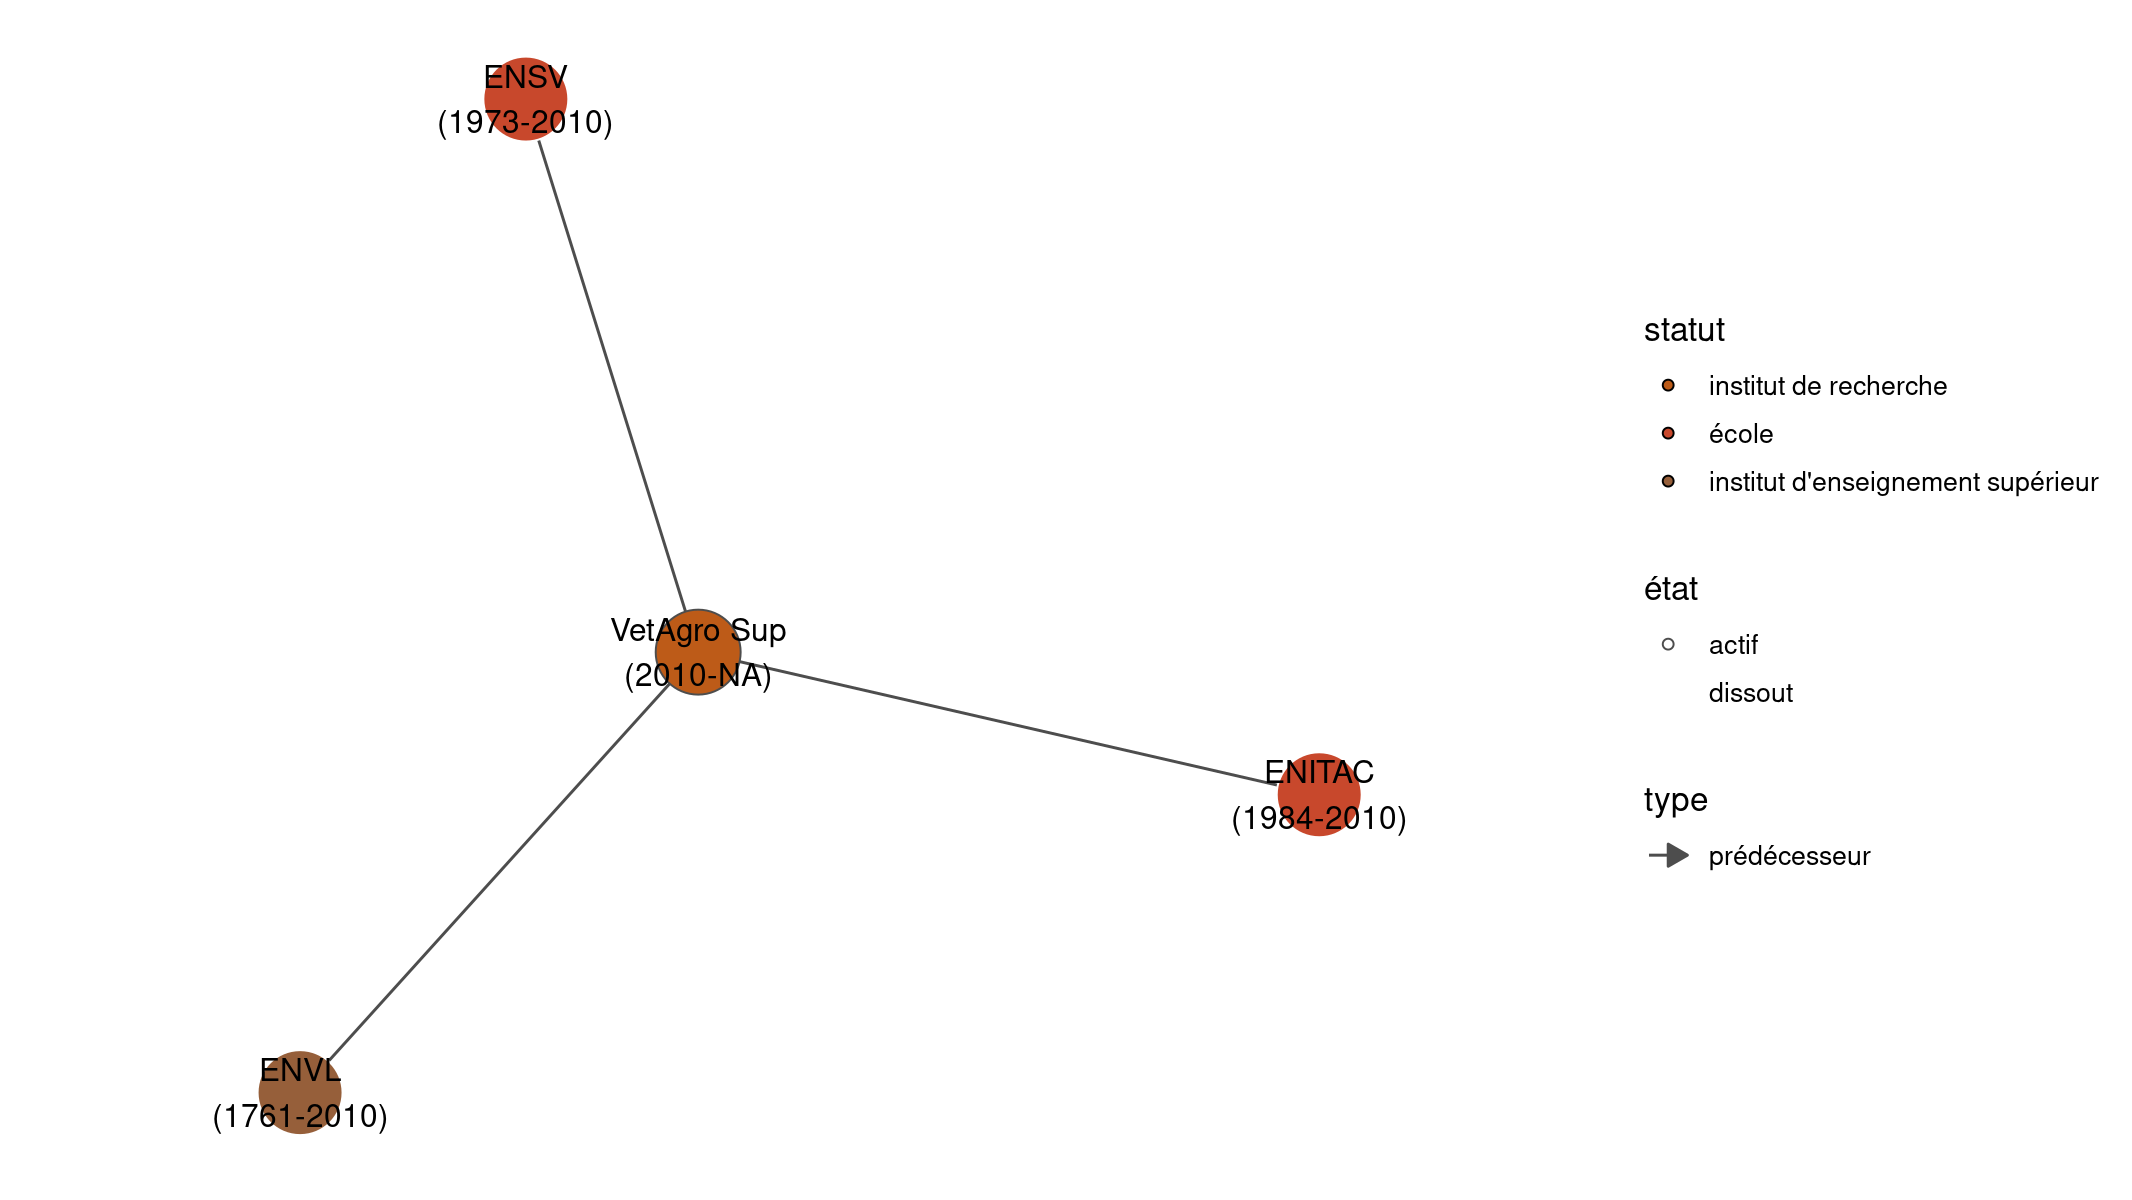 ENSV
(1973-2010)
VetAgro Sup
(2010-NA)
ENITAC
(1984-2010)
ENVL
(1761-2010)
statut
institut de recherche
école
institut d'enseignement supérieur
état
actif
dissout
type
prédécesseur